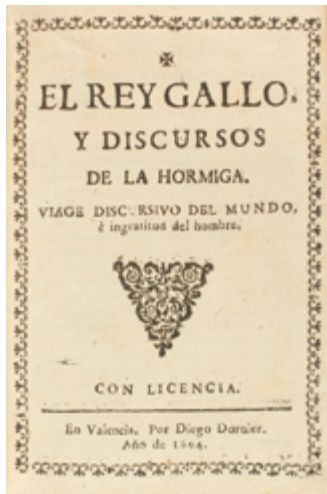 EL REY GALLO.
Y DISCURSOS
DE LA HORMIGA.
VIAGE DISCURSIVO DEL MUNDO,
è ingratitud del hombre.
CON LICENCIA.
En Valencia. Por Diego Dormer.
Año de 1694.